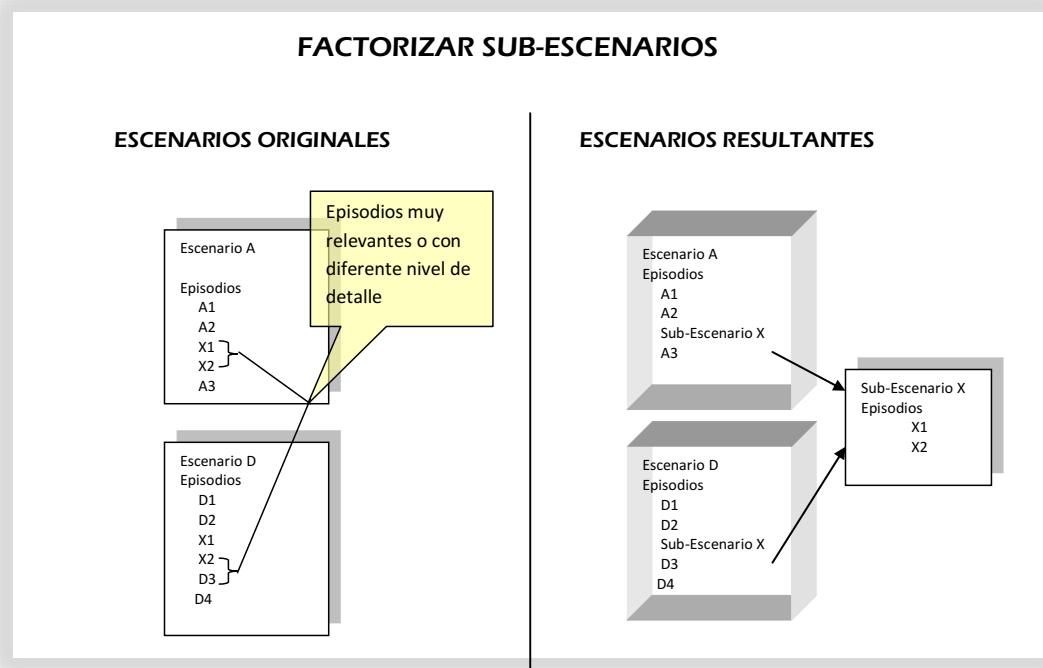 FACTORIZAR SUB-ESCENARIOS
ESCENARIOS ORIGINALES
Escenario A
Episodios
A1
A2
X1
X2
A3
Episodios muy
relevantes o con
diferente nivel de
detalle
Escenario D
Episodios
D1
D2
X1
X2
D3
D4
ESCENARIOS RESULTANTES
Escenario A
Episodios
A1
A2
Sub-Escenario X
A3
Escenario D
Episodios
D1
D2
Sub-Escenario X
D3
D4
Sub-Escenario X
Episodios
X1
X2